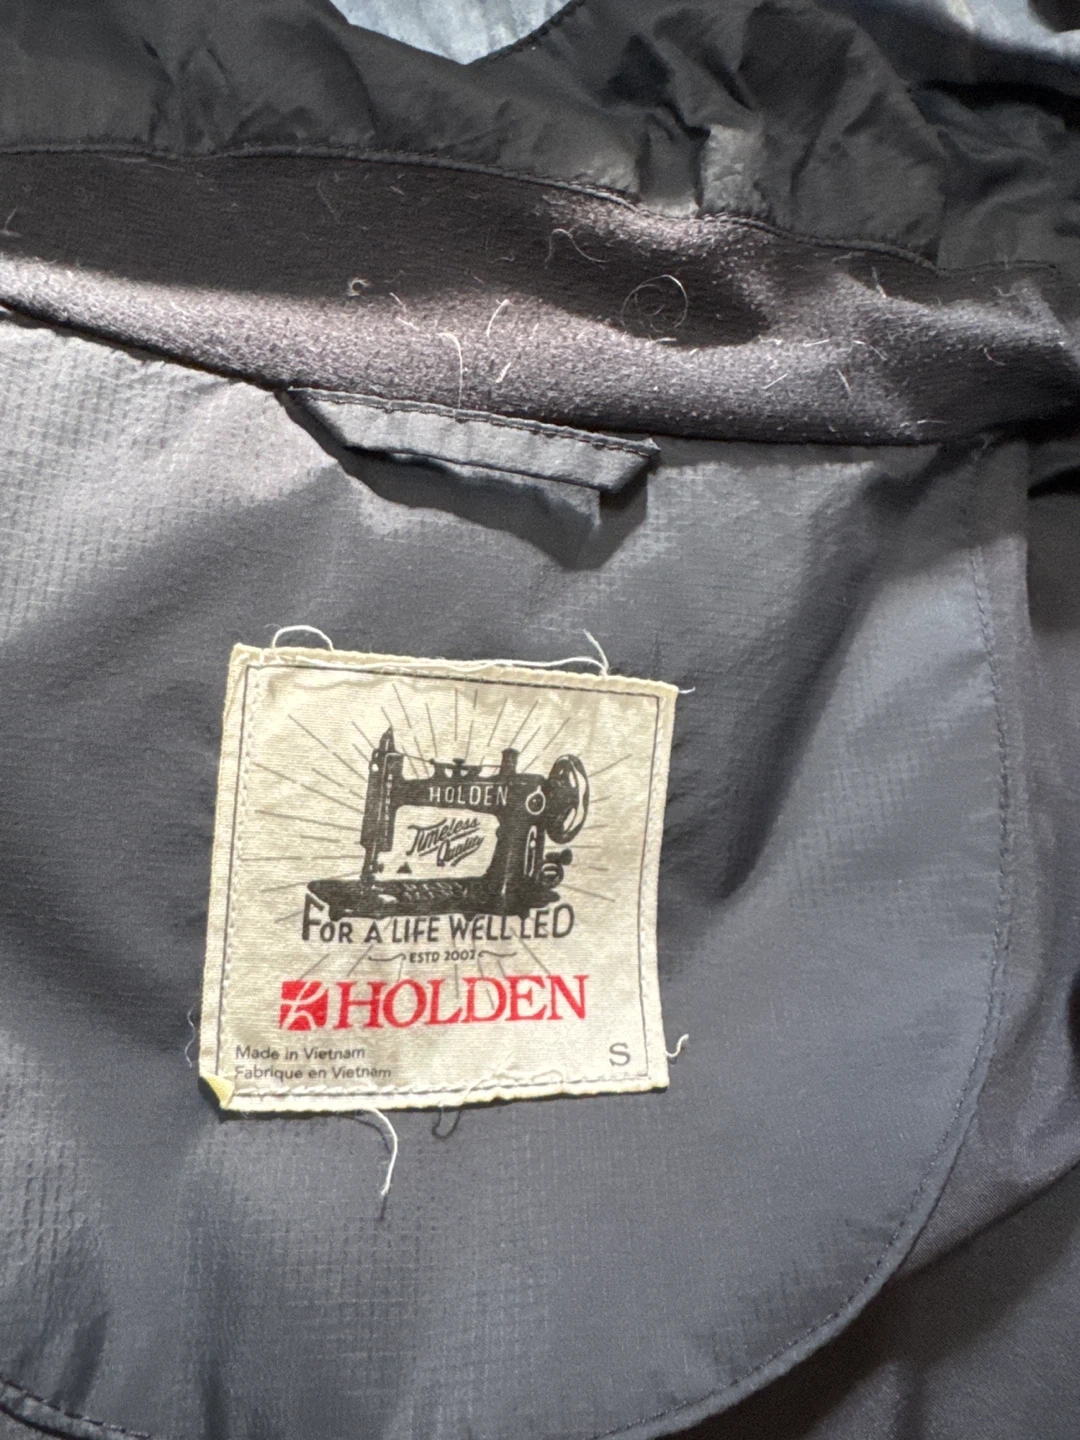 HOLDEN
Timeless
Quality
FOR A LIFE WELL LED
ESTD 2002
HOLDEN
Made in Vietnam
Fabrique en Vietnam
S